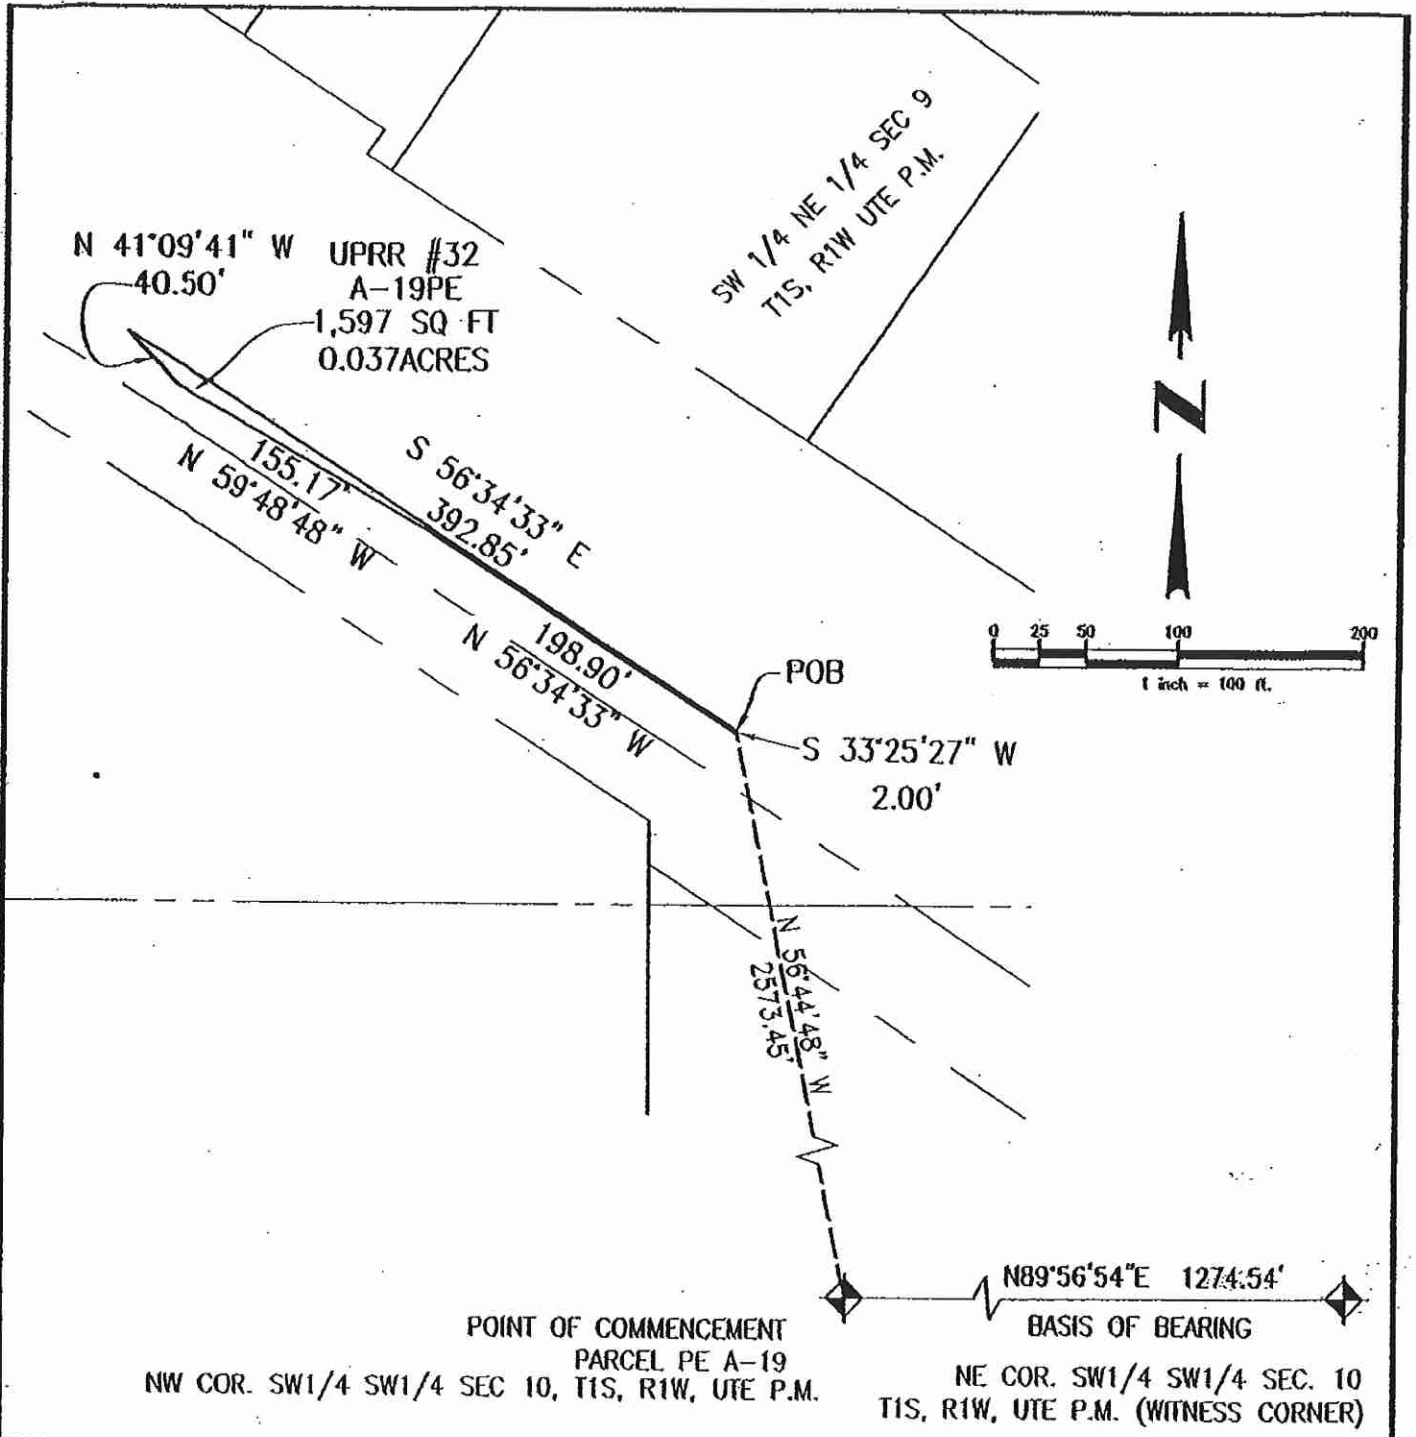 SW 1/4 NE 1/4 SEC 9
T1S, R1W UTE P.M.
N 41°09'41" W
40.50'
UPRR #32
A-19PE
1,597 SQ FT
0.037ACRES
155.17'
N 59°48'48" W
S 56°34'33" E
392.85'
198.90'
N 56°34'33" W
POB
S 33°25'27" W
2.00'
N
0 25 50 100 200
1 inch = 100 ft.
N 56°44'48" W
2573.45'
N89°56'54"E 1274.54'
BASIS OF BEARING
POINT OF COMMENCEMENT
PARCEL PE A-19
NW COR. SW1/4 SW1/4 SEC 10, T1S, R1W, UTE P.M.
NE COR. SW1/4 SW1/4 SEC. 10
T1S, R1W, UTE P.M. (WITNESS CORNER)